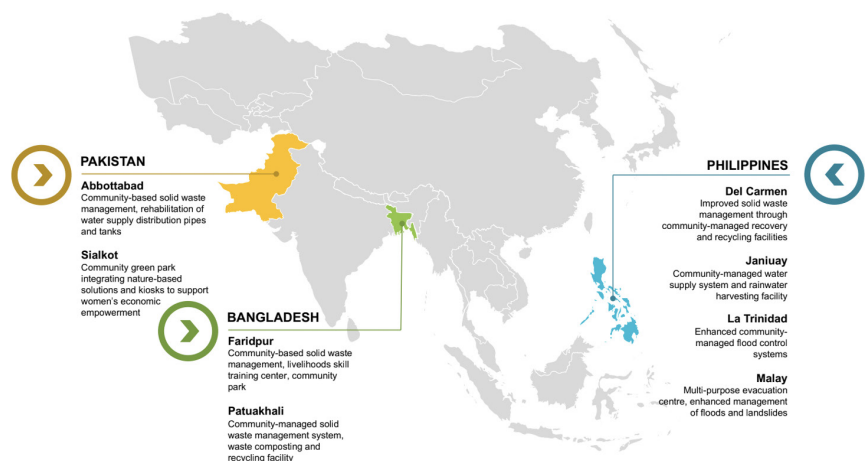 PAKISTAN
Abbottabad
Community-based solid waste
management, rehabilitation of
water supply distribution pipes
and tanks
Sialkot
Community green park
integrating nature-based
solutions and kiosks to support
women's economic
empowerment
BANGLADESH
Faridpur
Community-based solid waste
management, livelihoods skill
training center, community
park
Patuakhali
Community-managed solid
waste management system,
waste composting and
recycling facility
PHILIPPINES
Del Carmen
Improved solid waste
management through
community-managed recovery
and recycling facilities
Janiuay
Community-managed water
supply system and rainwater
harvesting facility
La Trinidad
Enhanced community-
managed flood control
systems
Malay
Multi-purpose evacuation
centre, enhanced management
of floods and landslides